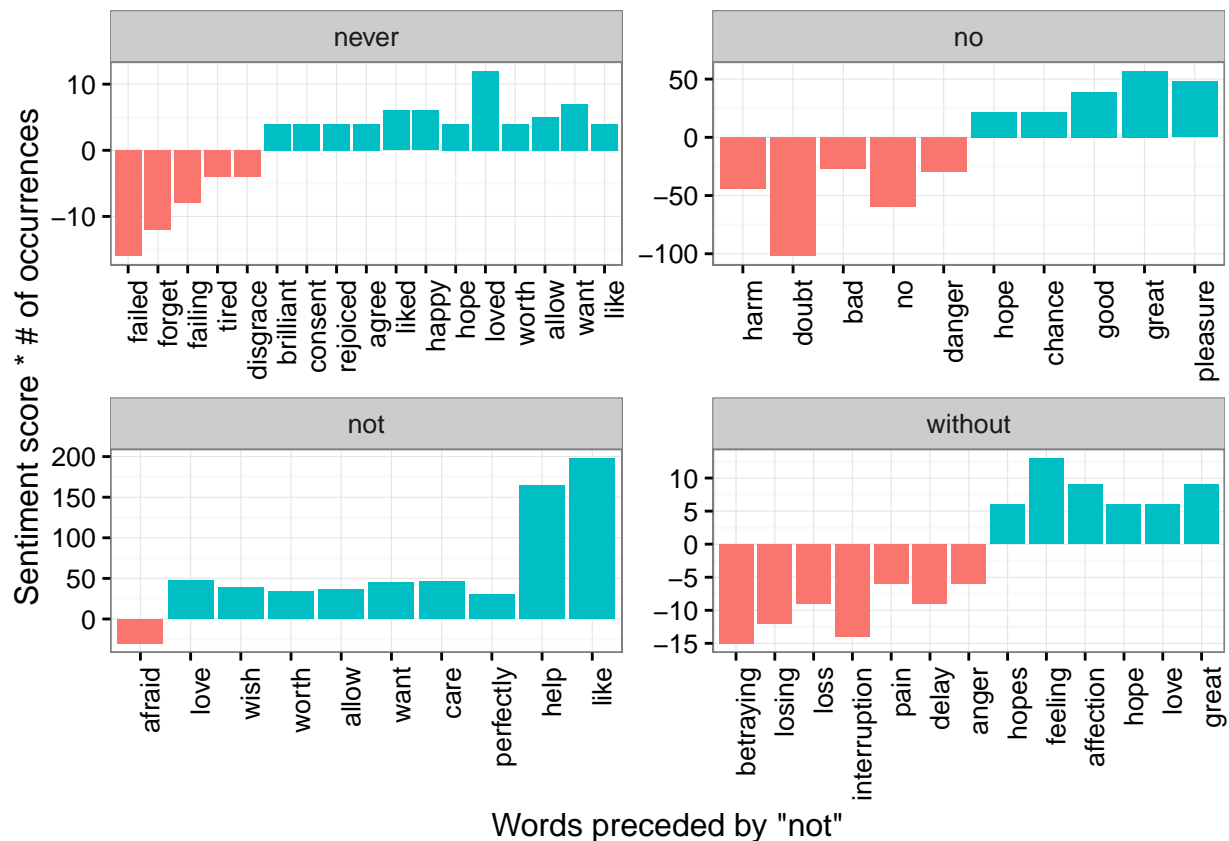 never
no
10
0
−10
50
0
−50
−100
failed
forget
failing
tired
disgrace
brilliant
consent
rejoiced
agree
liked
happy
hope
loved
worth
allow
want
like
harm
doubt
bad
no
danger
hope
chance
good
great
pleasure
Sentiment score * # of occurrences
not
without
200
150
100
50
0
10
5
0
−5
−10
−15
afraid
love
wish
worth
allow
want
care
perfectly
help
like
betraying
losing
loss
interruption
pain
delay
anger
hopes
feeling
affection
hope
love
great
Words preceded by "not"